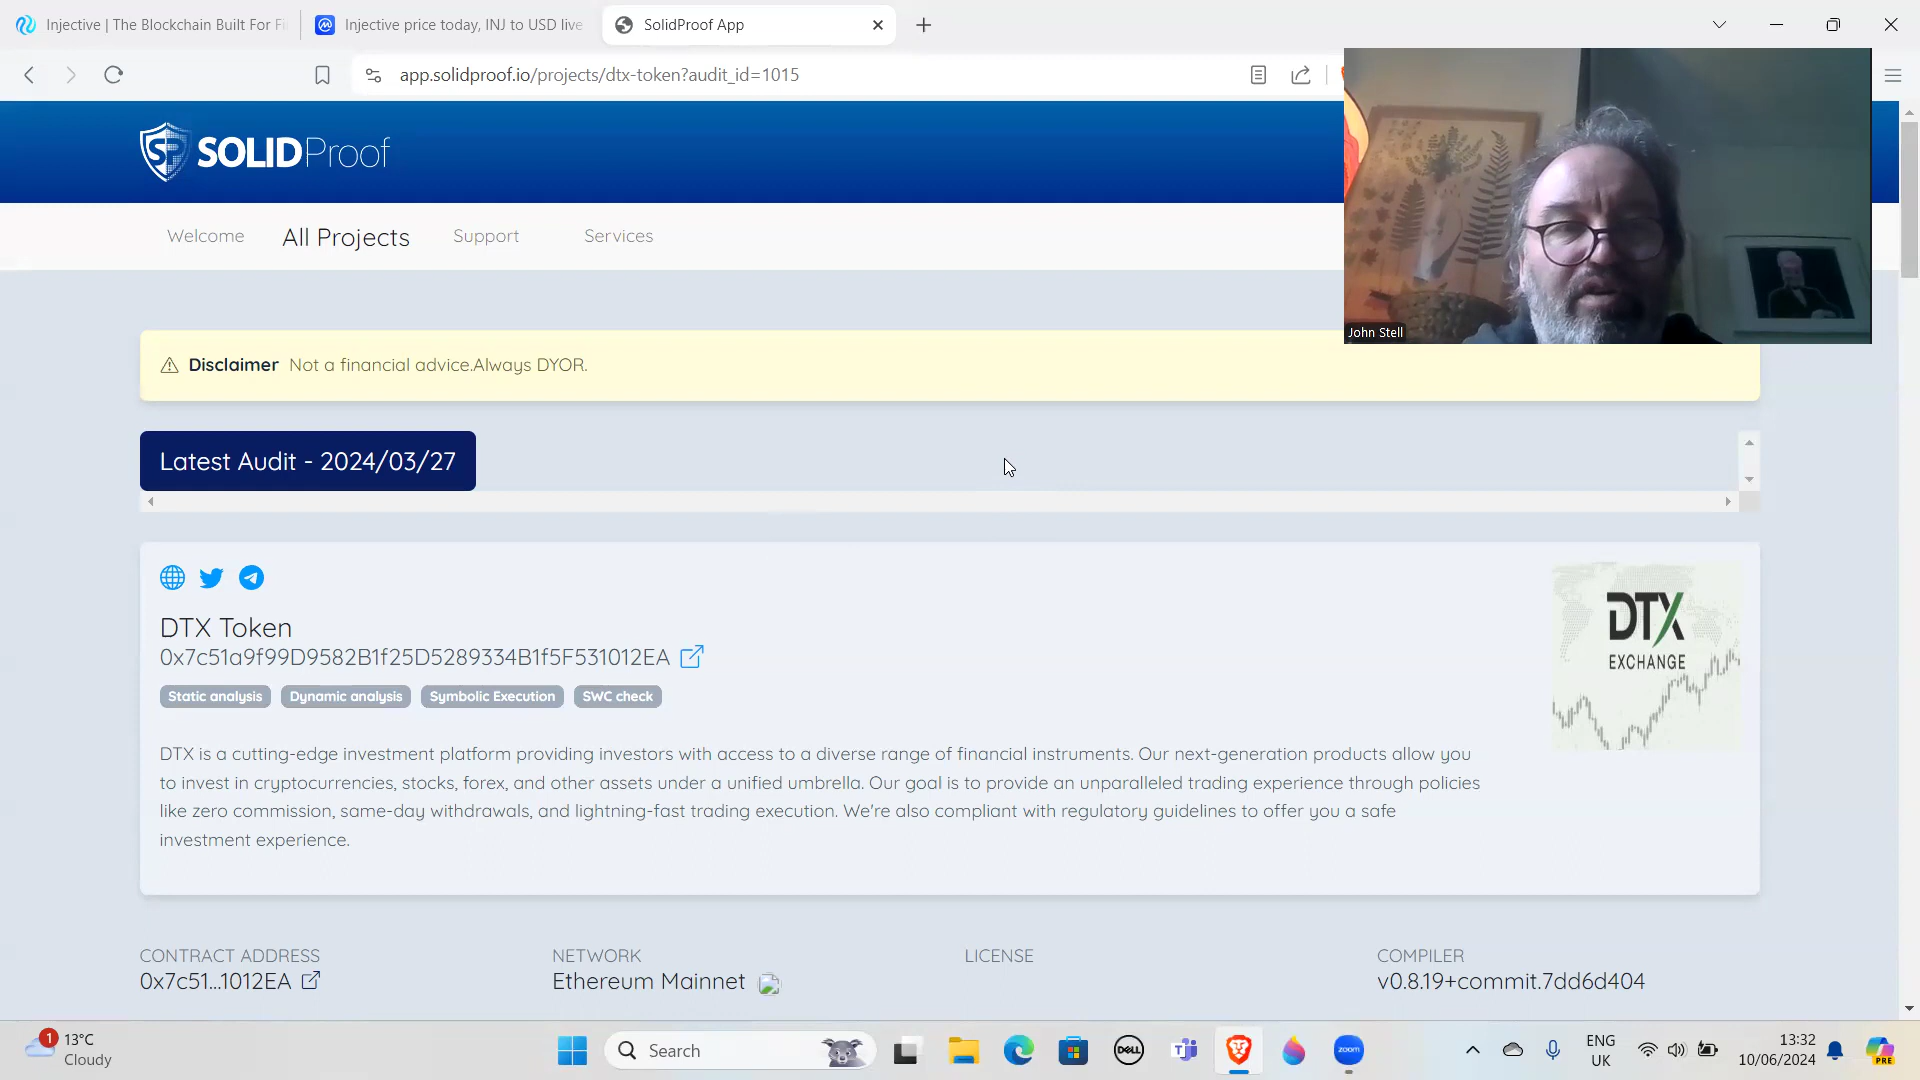 Injective | The Blockchain Built For Fi
Injective price today, INJ to USD live
SolidProof App
app.solidproof.io/projects/dtx-token?audit_id=1015
SP SOLIDProof
Welcome
All Projects
Support
Services
John Stell
Disclaimer Not a financial advice.Always DYOR.
Latest Audit - 2024/03/27
DTX Token
0x7c51a9f99D9582B1f25D5289334B1f5F531012EA
Static analysis
Dynamic analysis
Symbolic Execution
SWC check
DTX
EXCHANGE
DTX is a cutting-edge investment platform providing investors with access to a diverse range of financial instruments. Our next-generation products allow you
to invest in cryptocurrencies, stocks, forex, and other assets under a unified umbrella. Our goal is to provide an unparalleled trading experience through policies
like zero commission, same-day withdrawals, and lightning-fast trading execution. We're also compliant with regulatory guidelines to offer you a safe
investment experience.
CONTRACT ADDRESS
0x7c51...1012EA
NETWORK
Ethereum Mainnet
LICENSE
COMPILER
v0.8.19+commit.7dd6d404
1
13°C
Cloudy
Search
DELL
zoom
ENG
UK
13:32
10/06/2024
PRE